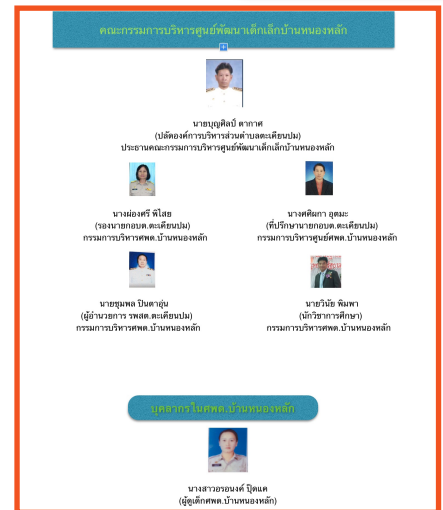 คณะกรรมการบริหารศูนย์พัฒนาเด็กเล็กบ้านหนองหลัก
นายบุญศิลป์ ตากาศ
(ปลัดองค์การบริหารส่วนตำบลตะเคียนปม)
ประธานคณะกรรมการบริหารศูนย์พัฒนาเด็กเล็กบ้านหนองหลัก
นางผ่องศรี พิไสย
(รองนายกอบต.ตะเคียนปม)
กรรมการบริหารศพด.บ้านหนองหลัก
นางศศิผกา อุตมะ
(ที่ปรึกษานายกอบต.ตะเคียนปม)
กรรมการบริหารศูนย์ศพด.บ้านหนองหลัก
นายชุมพล ปินตาอุ่น
(ผู้อำนวยการ รพสต.ตะเคียนปม)
กรรมการบริหารศพด.บ้านหนองหลัก
นายวินัย พิมพา
(นักวิชาการศึกษา)
กรรมการบริหารศพด.บ้านหนองหลัก
บุคลากรในศพด.บ้านหนองหลัก
นางสาวอรอนงค์ ปุ๊ดแค
(ผู้ดูเด็กศพด.บ้านหนองหลัก)